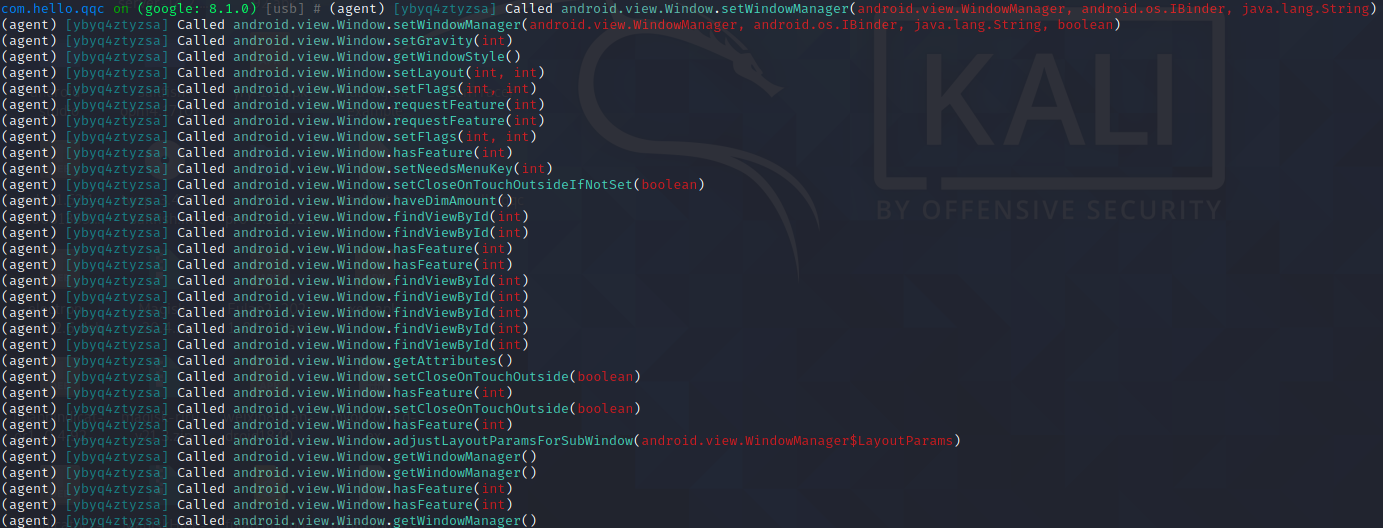 com.hello.qqc on (google: 8.1.0) [usb] # (agent) [ybyq4ztyzsa] Called android.view.Window.setWindowManager(android.view.WindowManager, android.os.IBinder, java.lang.String)
(agent) [ybyq4ztyzsa] Called android.view.Window.setWindowManager(android.view.WindowManager, android.os.IBinder, java.lang.String, boolean)
(agent) [ybyq4ztyzsa] Called android.view.Window.setGravity(int)
(agent) [ybyq4ztyzsa] Called android.view.Window.getWindowStyle()
(agent) [ybyq4ztyzsa] Called android.view.Window.setLayout(int, int)
(agent) [ybyq4ztyzsa] Called android.view.Window.setFlags(int, int)
(agent) [ybyq4ztyzsa] Called android.view.Window.requestFeature(int)
(agent) [ybyq4ztyzsa] Called android.view.Window.requestFeature(int)
(agent) [ybyq4ztyzsa] Called android.view.Window.setFlags(int, int)
(agent) [ybyq4ztyzsa] Called android.view.Window.hasFeature(int)
(agent) [ybyq4ztyzsa] Called android.view.Window.setNeedsMenuKey(int)
(agent) [ybyq4ztyzsa] Called android.view.Window.setCloseOnTouchOutsideIfNotSet(boolean)
(agent) [ybyq4ztyzsa] Called android.view.Window.haveDimAmount()
(agent) [ybyq4ztyzsa] Called android.view.Window.findViewById(int)
(agent) [ybyq4ztyzsa] Called android.view.Window.findViewById(int)
(agent) [ybyq4ztyzsa] Called android.view.Window.hasFeature(int)
(agent) [ybyq4ztyzsa] Called android.view.Window.hasFeature(int)
(agent) [ybyq4ztyzsa] Called android.view.Window.findViewById(int)
(agent) [ybyq4ztyzsa] Called android.view.Window.findViewById(int)
(agent) [ybyq4ztyzsa] Called android.view.Window.findViewById(int)
(agent) [ybyq4ztyzsa] Called android.view.Window.findViewById(int)
(agent) [ybyq4ztyzsa] Called android.view.Window.findViewById(int)
(agent) [ybyq4ztyzsa] Called android.view.Window.getAttributes()
(agent) [ybyq4ztyzsa] Called android.view.Window.setCloseOnTouchOutside(boolean)
(agent) [ybyq4ztyzsa] Called android.view.Window.hasFeature(int)
(agent) [ybyq4ztyzsa] Called android.view.Window.setCloseOnTouchOutside(boolean)
(agent) [ybyq4ztyzsa] Called android.view.Window.hasFeature(int)
(agent) [ybyq4ztyzsa] Called android.view.Window.adjustLayoutParamsForSubWindow(android.view.WindowManager$LayoutParams)
(agent) [ybyq4ztyzsa] Called android.view.Window.getWindowManager()
(agent) [ybyq4ztyzsa] Called android.view.Window.getWindowManager()
(agent) [ybyq4ztyzsa] Called android.view.Window.hasFeature(int)
(agent) [ybyq4ztyzsa] Called android.view.Window.hasFeature(int)
(agent) [ybyq4ztyzsa] Called android.view.Window.getWindowManager()
KALI
BY OFFENSIVE SECURITY